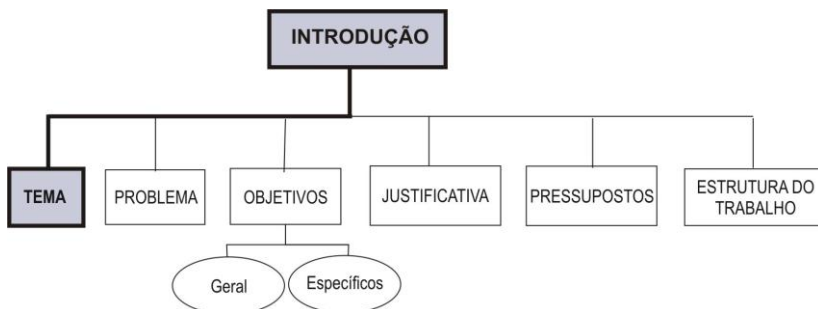 INTRODUÇÃO
TEMA
PROBLEMA
OBJETIVOS
JUSTIFICATIVA
PRESSUPOSTOS
ESTRUTURA DO
TRABALHO
Geral
Específicos